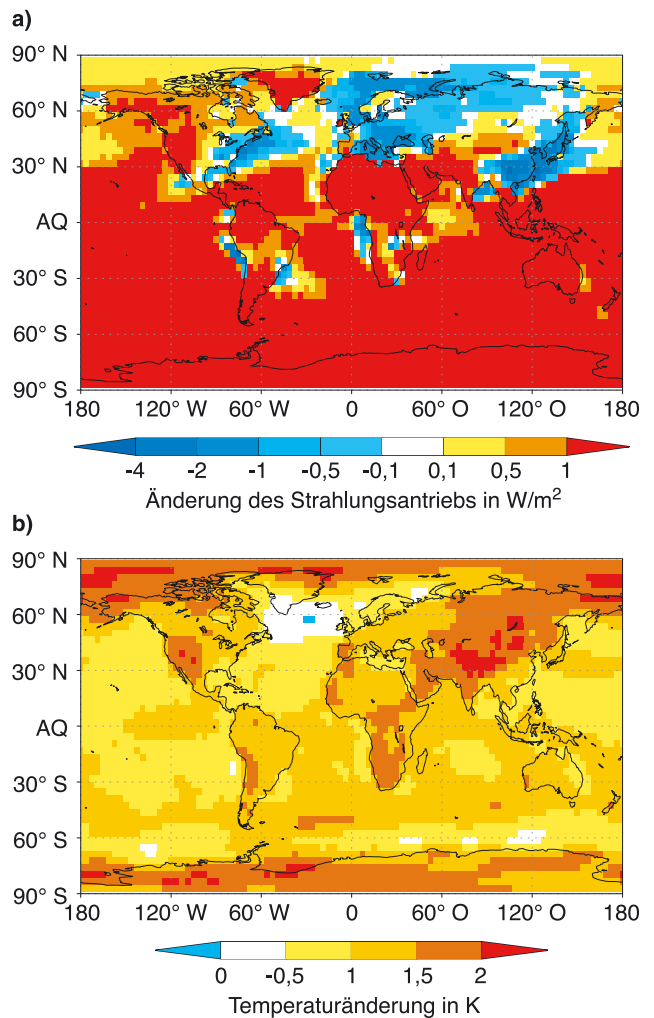 a)
90° N
60° N
30° N
AQ
30° S
60° S
90° S
180 120° W 60° W 0 60° O 120° O 180
-4 -2 -1 -0,5 -0,1 0,1 0,5 1
Änderung des Strahlungsantriebs in W/m²
b)
90° N
60° N
30° N
AQ
30° S
60° S
90° S
180 120° W 60° W 0 60° O 120° O 180
0 -0,5 1 1,5 2
Temperaturänderung in K